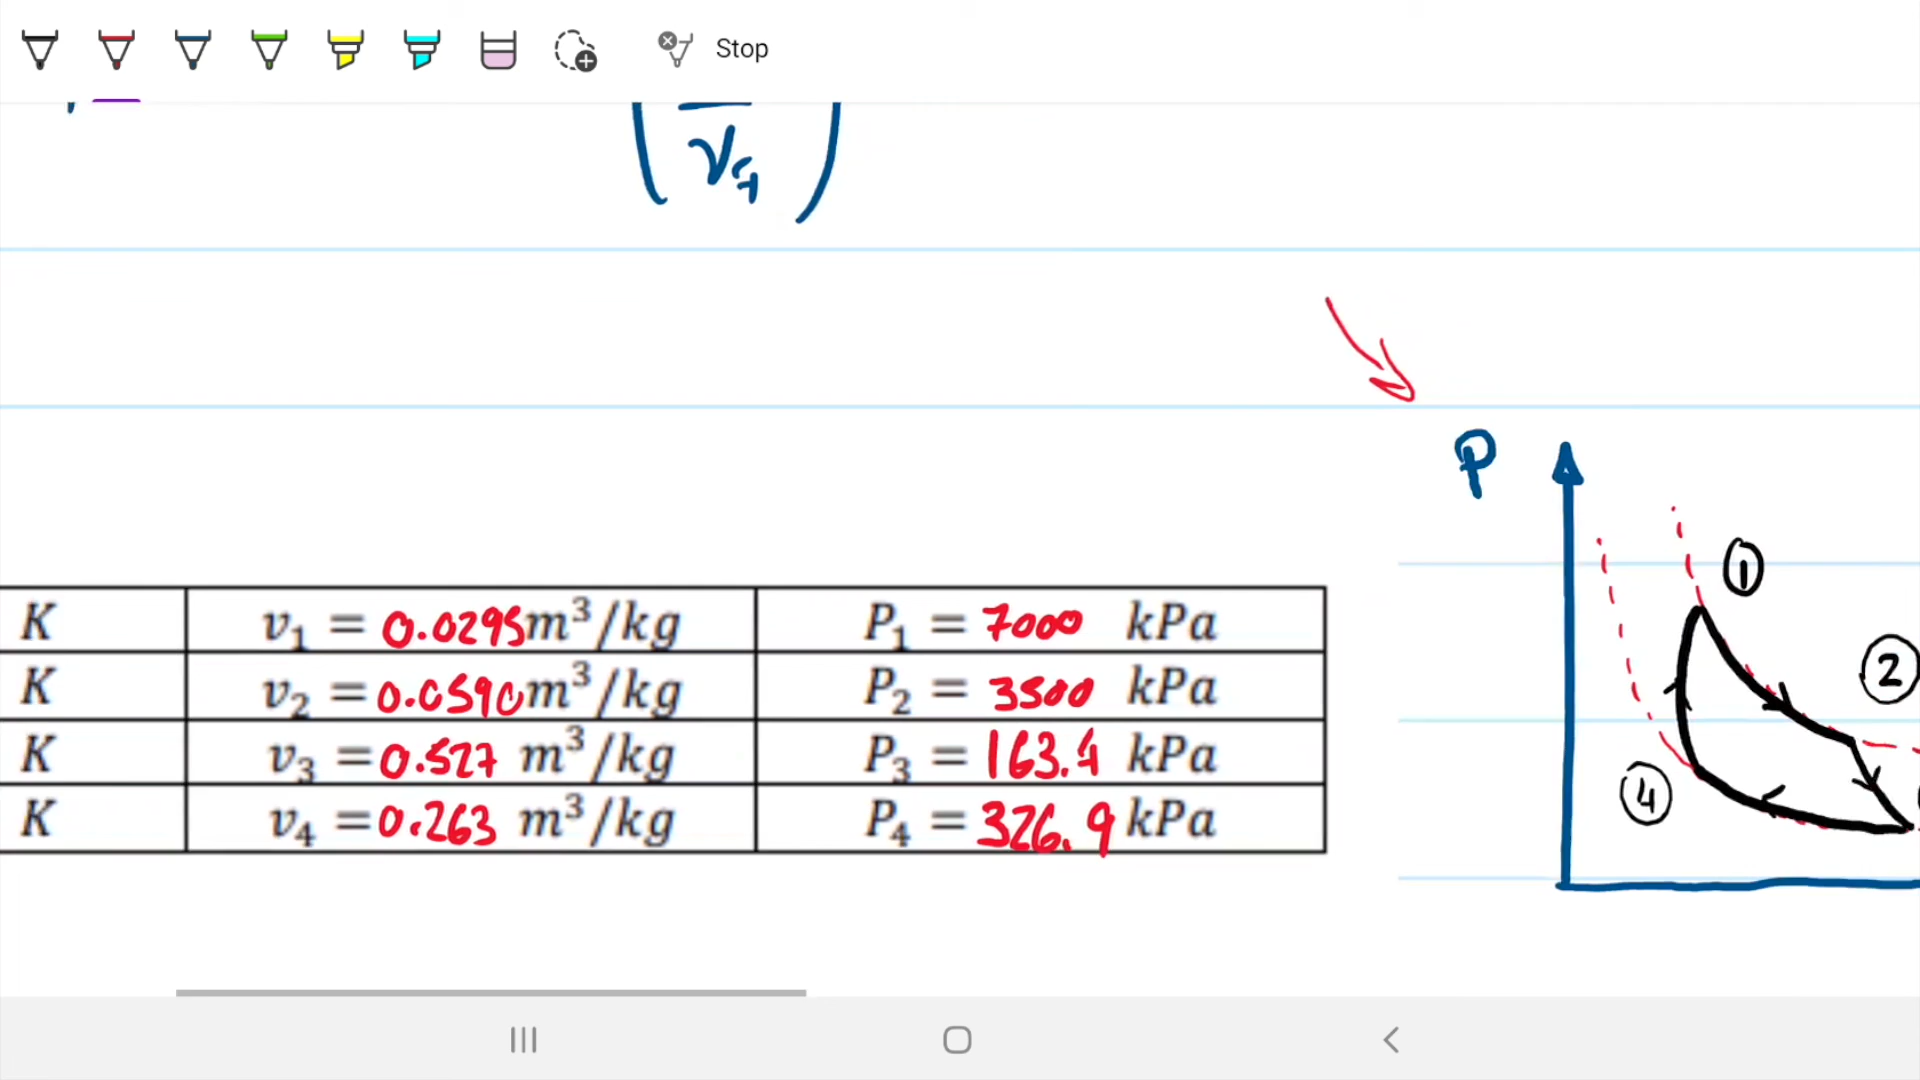 Stop
( v4 )
P
①
②
④
K v1 = 0.0295 m³/kg P1 = 7000 kPa
K v2 = 0.0590 m³/kg P2 = 3500 kPa
K v3 = 0.527 m³/kg P3 = 163.4 kPa
K v4 = 0.263 m³/kg P4 = 326.9 kPa